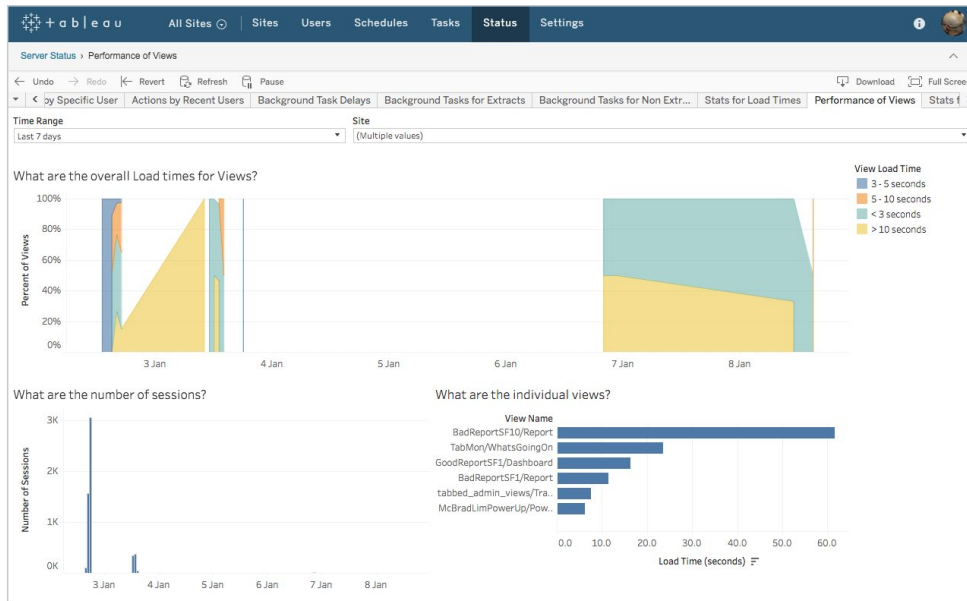 + a b | e a u All Sites Sites Users Schedules Tasks Status Settings
Server Status › Performance of Views
Undo Redo Revert Refresh Pause Download Full Screen
by Specific User Actions by Recent Users Background Task Delays Background Tasks for Extracts Background Tasks for Non Extr... Stats for Load Times Performance of Views Stats f
Time Range Site
Last 7 days (Multiple values)
What are the overall Load times for Views?
View Load Time
3 - 5 seconds
5 - 10 seconds
< 3 seconds
> 10 seconds
Percent of Views
100%
80%
60%
40%
20%
0%
3 Jan 4 Jan 5 Jan 6 Jan 7 Jan 8 Jan
What are the number of sessions?
Number of Sessions
3K
2K
1K
0K
3 Jan 4 Jan 5 Jan 6 Jan 7 Jan 8 Jan
What are the individual views?
View Name
BadReportSF10/Report
TabMon/WhatsGoingOn
GoodReportSF1/Dashboard
BadReportSF1/Report
tabbed_admin_views/Tra..
McBradLimPowerUp/Pow..
0.0 10.0 20.0 30.0 40.0 50.0 60.0
Load Time (seconds)